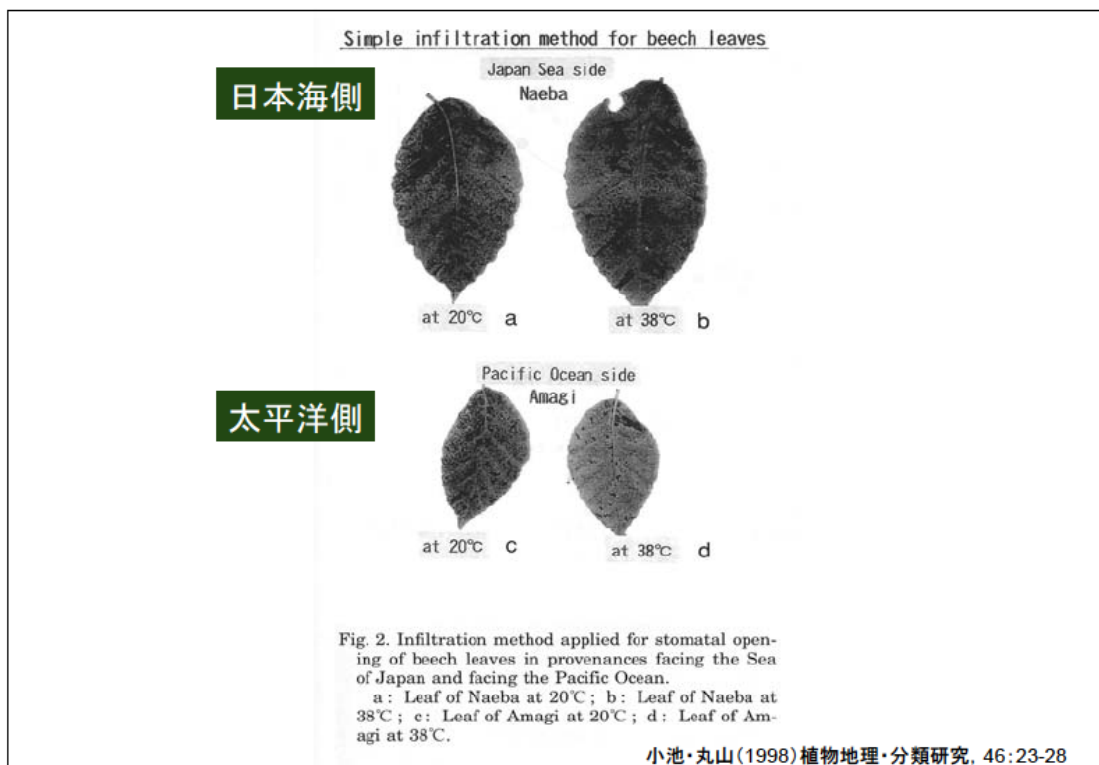 Simple infiltration method for beech leaves
日本海側
Japan Sea side
Naeba
at 20℃ a
at 38℃ b
太平洋側
Pacific Ocean side
Amagi
at 20℃ c
at 38℃ d
Fig. 2. Infiltration method applied for stomatal open-
ing of beech leaves in provenances facing the Sea
of Japan and facing the Pacific Ocean.
a: Leaf of Naeba at 20℃; b: Leaf of Naeba at
38℃; c: Leaf of Amagi at 20℃; d: Leaf of Am-
agi at 38℃.
小池・丸山(1998)植物地理・分類研究, 46:23-28